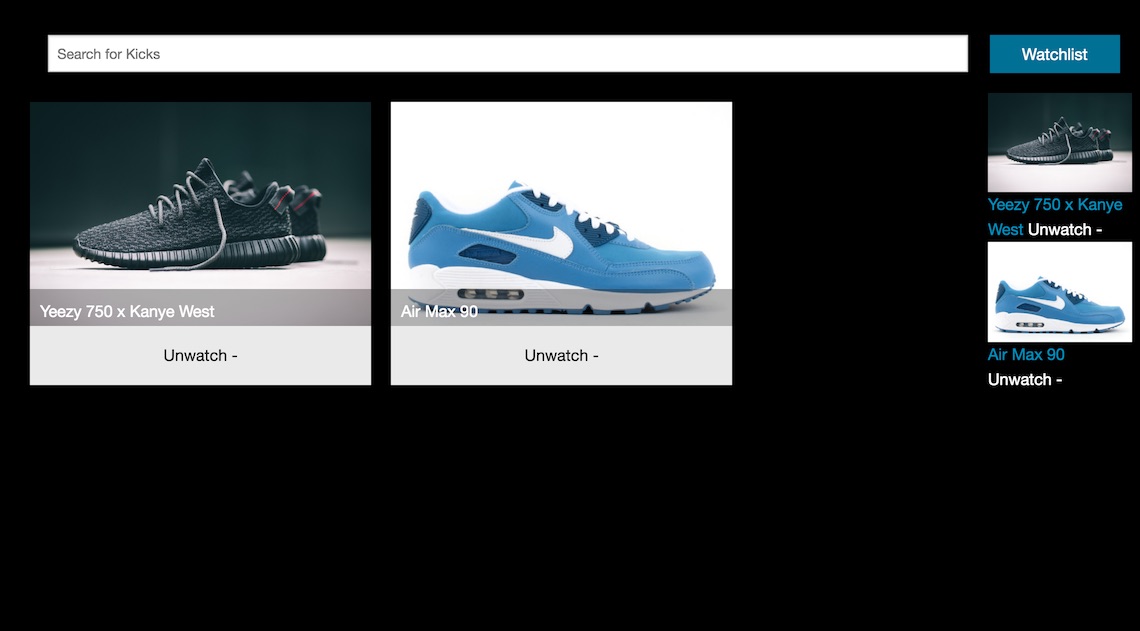 Search for Kicks
Watchlist
Yeezy 750 x Kanye West
Unwatch -
Air Max 90
Unwatch -
Yeezy 750 x Kanye
West Unwatch -
Air Max 90
Unwatch -